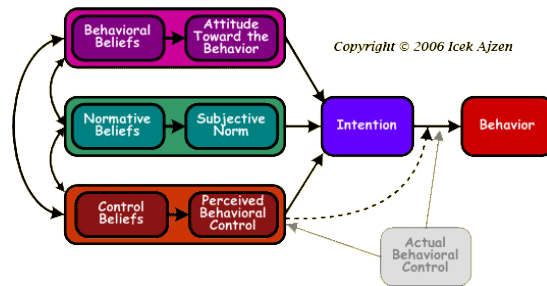 Behavioral
Beliefs
Attitude
Toward the
Behavior
Copyright © 2006 Icek Ajzen
Normative
Beliefs
Subjective
Norm
Intention
Behavior
Control
Beliefs
Perceived
Behavioral
Control
Actual
Behavioral
Control